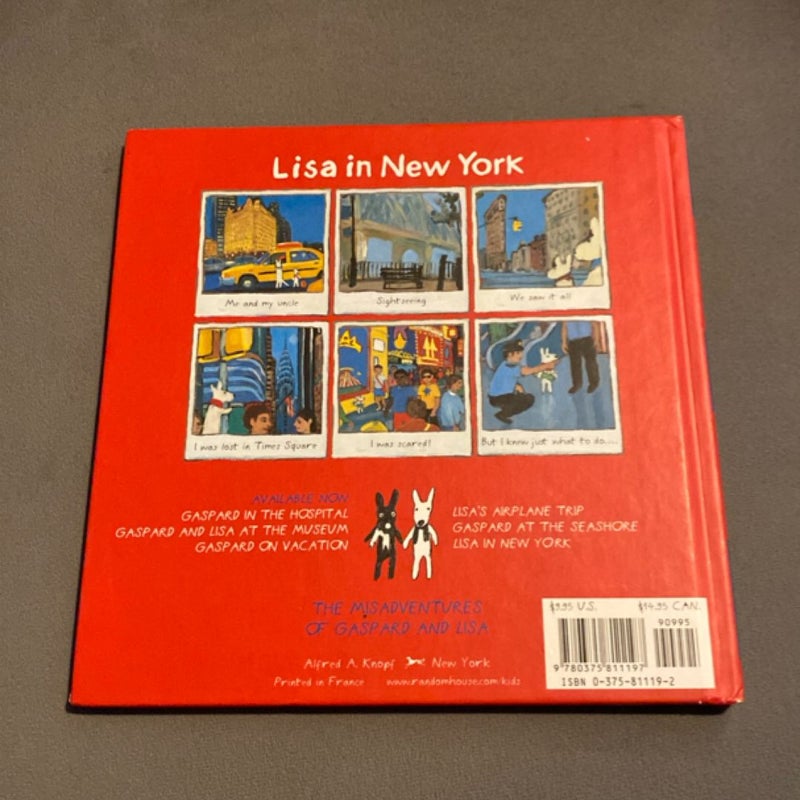 Lisa in New York
Me and my uncle
Sightseeing
We saw it all
I was lost in Times Square
I was scared!
But I knew just what to do....
AVAILABLE NOW
GASPARD IN THE HOSPITAL
GASPARD AND LISA AT THE MUSEUM
GASPARD ON VACATION
LISA'S AIRPLANE TRIP
GASPARD AT THE SEASHORE
LISA IN NEW YORK
THE MISADVENTURES
OF GASPARD AND LISA
Alfred A. Knopf New York
Printed in France www.randomhouse.com/kids
$9.95 U.S. $14.95 CAN.
90995
9 780375 811197
ISBN 0-375-81119-2